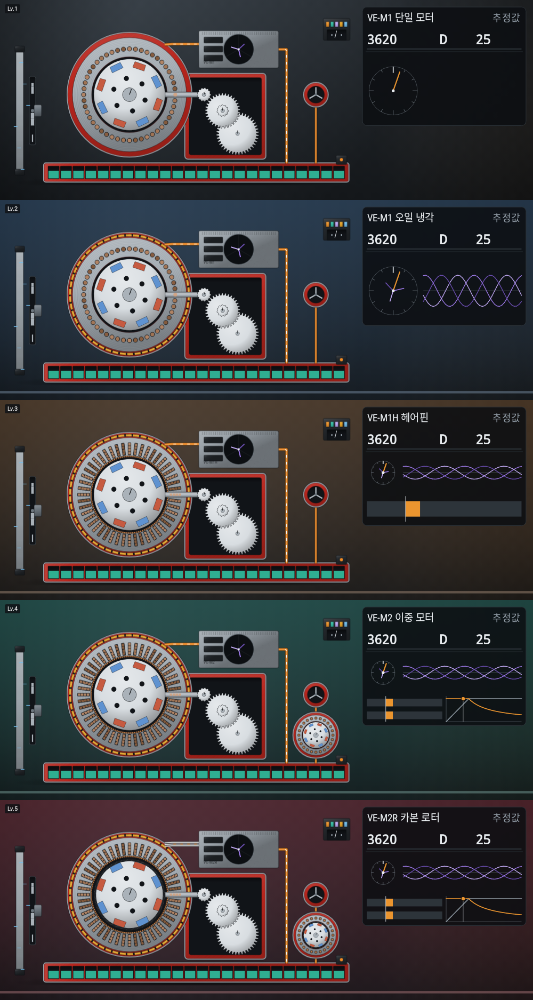 Lv.1
VE-M1 단일 모터 추정값
3620 D 25
Lv.2
VE-M1 오일 냉각 추정값
3620 D 25
Lv.3
VE-M1H 헤어핀 추정값
3620 D 25
Lv.4
VE-M2 이중 모터 추정값
3620 D 25
Lv.5
VE-M2R 카본 로터 추정값
3620 D 25